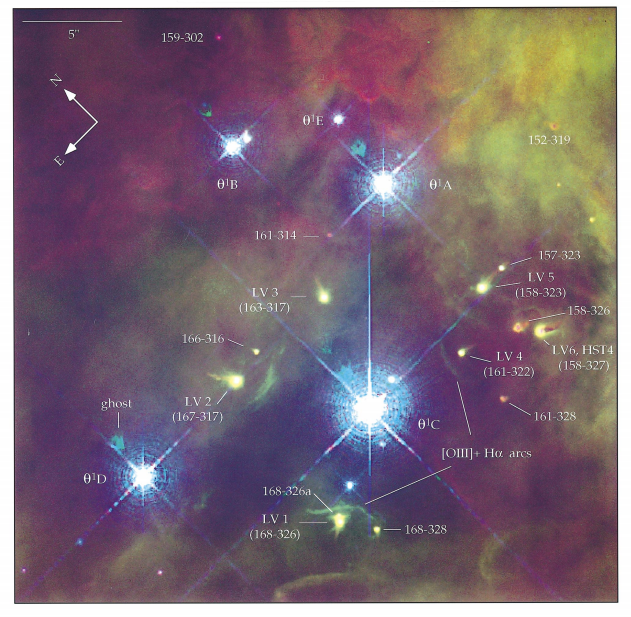 5"
159-302
N
E
θ¹E
θ¹B
θ¹A
152-319
161-314
157-323
LV 5
(158-323)
LV 3
(163-317)
158-326
166-316
LV 4
(161-322)
LV6, HST4
(158-327)
LV 2
(167-317)
ghost
161-328
θ¹C
[OIII]+ Hα arcs
θ¹D
168-326a
LV 1
(168-326)
168-328